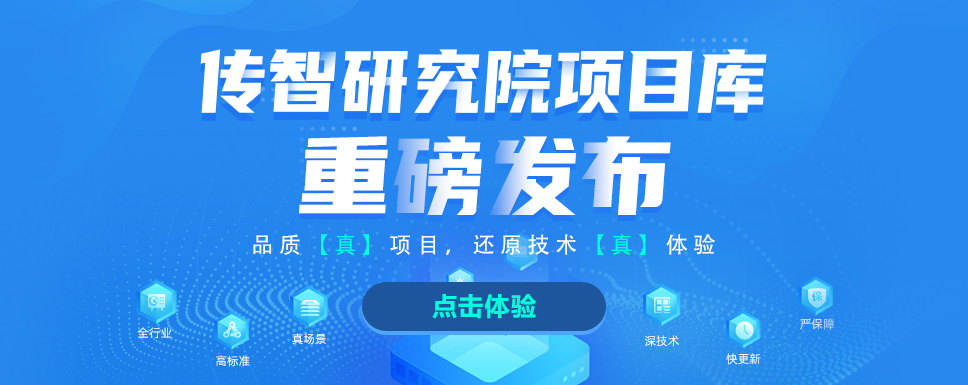 传智研究院项目库
重磅发布
品质【真】项目，还原技术【真】体验
点击体验
全行业
高标准
真场景
深技术
快更新
保
严保障